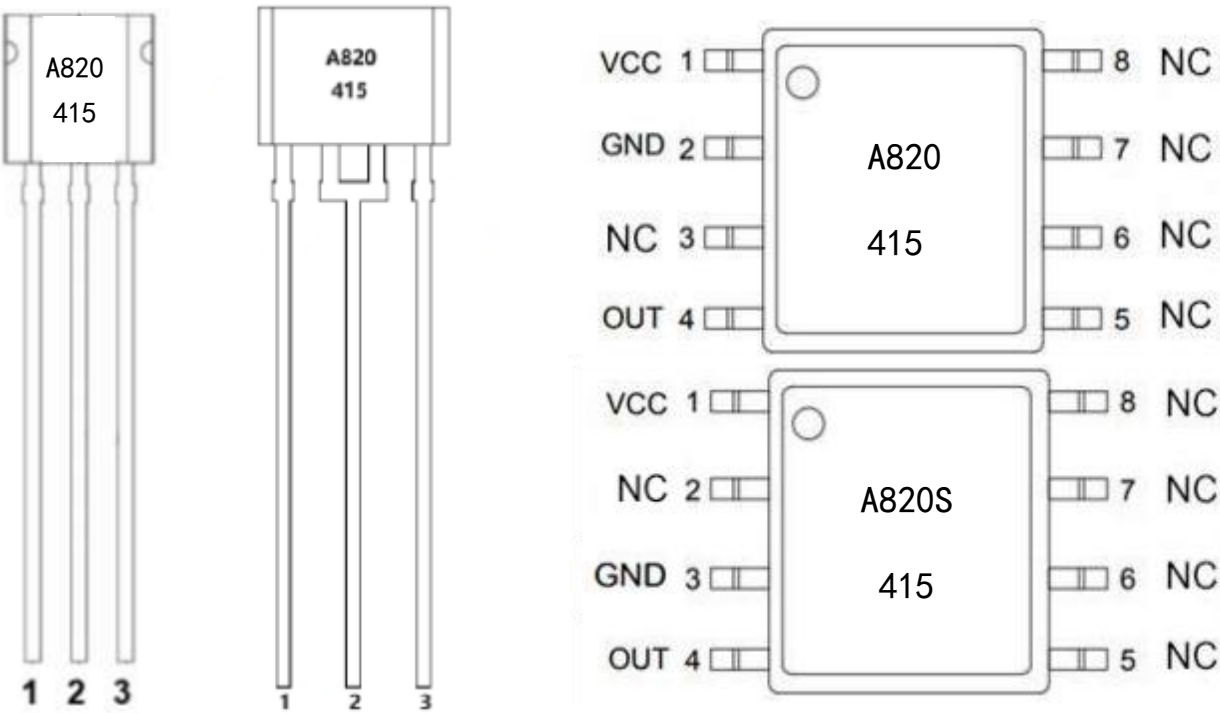 A820
415
1 2 3
A820
415
1 2 3
VCC 1 8 NC
GND 2 7 NC
A820
NC 3 6 NC
415
OUT 4 5 NC
VCC 1 8 NC
NC 2 7 NC
A820S
GND 3 6 NC
415
OUT 4 5 NC